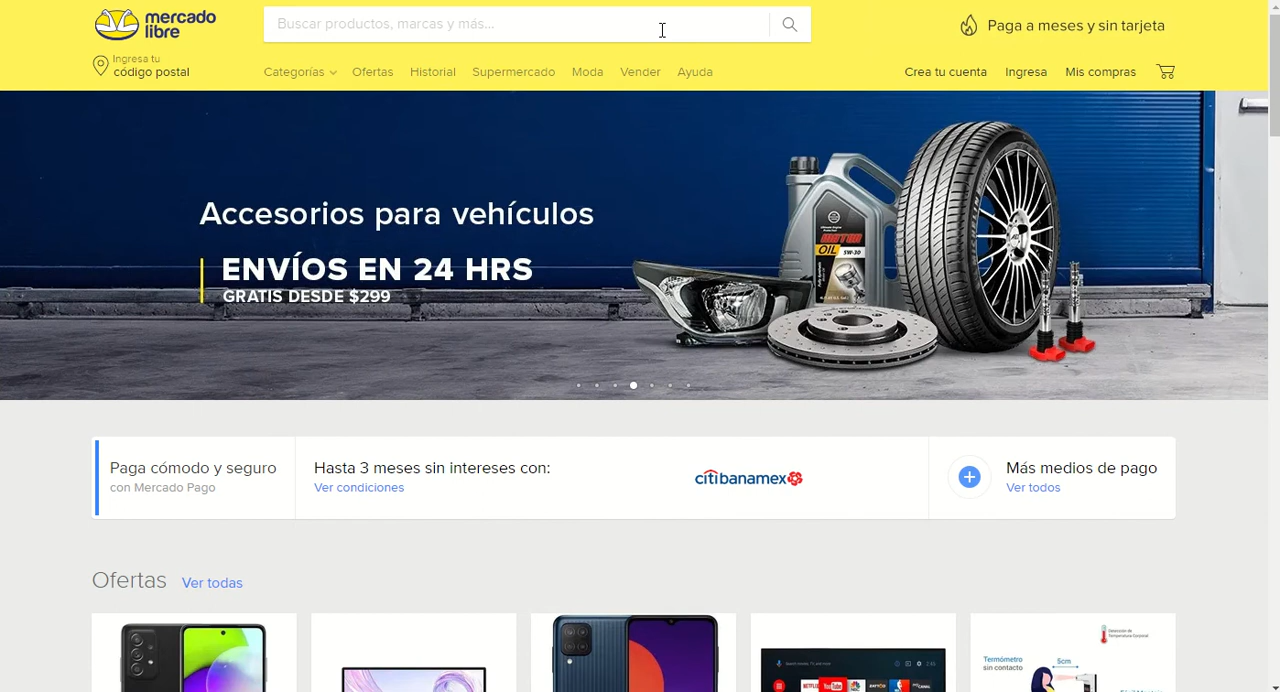 mercado
libre
Buscar productos, marcas y más...
Paga a meses y sin tarjeta
Ingresa tu
código postal
Categorías
Ofertas
Historial
Supermercado
Moda
Vender
Ayuda
Crea tu cuenta
Ingresa
Mis compras
Accesorios para vehículos
ENVÍOS EN 24 HRS
GRATIS DESDE $299
OIL 5W-30
Paga cómodo y seguro
con Mercado Pago
Hasta 3 meses sin intereses con:
Ver condiciones
citibanamex
Más medios de pago
Ver todos
Ofertas
Ver todas
YouTube
Termómetro
sin contacto
5cm